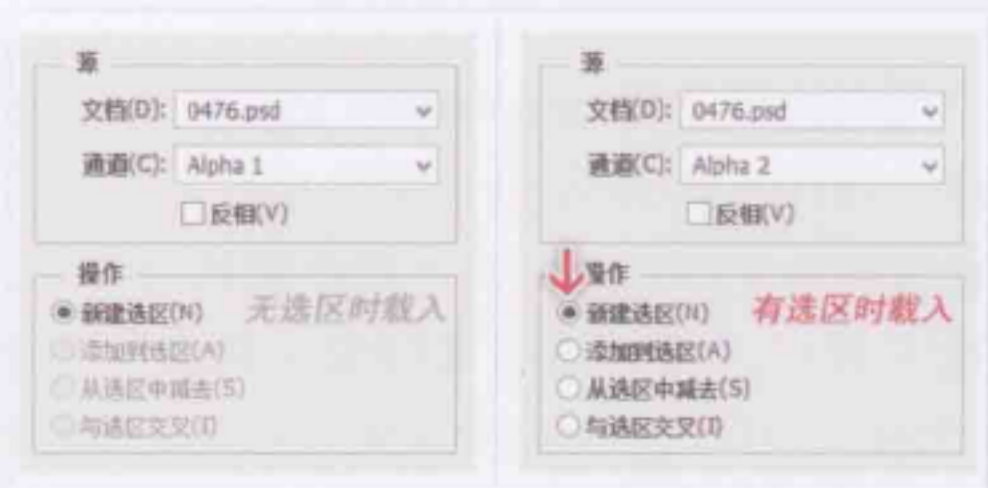 源
文档(D): 0476.psd
通道(C): Alpha 1
反相(V)
操作
新建选区(N) 无选区时载入
添加到选区(A)
从选区中减去(S)
与选区交叉(I)
源
文档(D): 0476.psd
通道(C): Alpha 2
反相(V)
操作
新建选区(N) 有选区时载入
添加到选区(A)
从选区中减去(S)
与选区交叉(I)